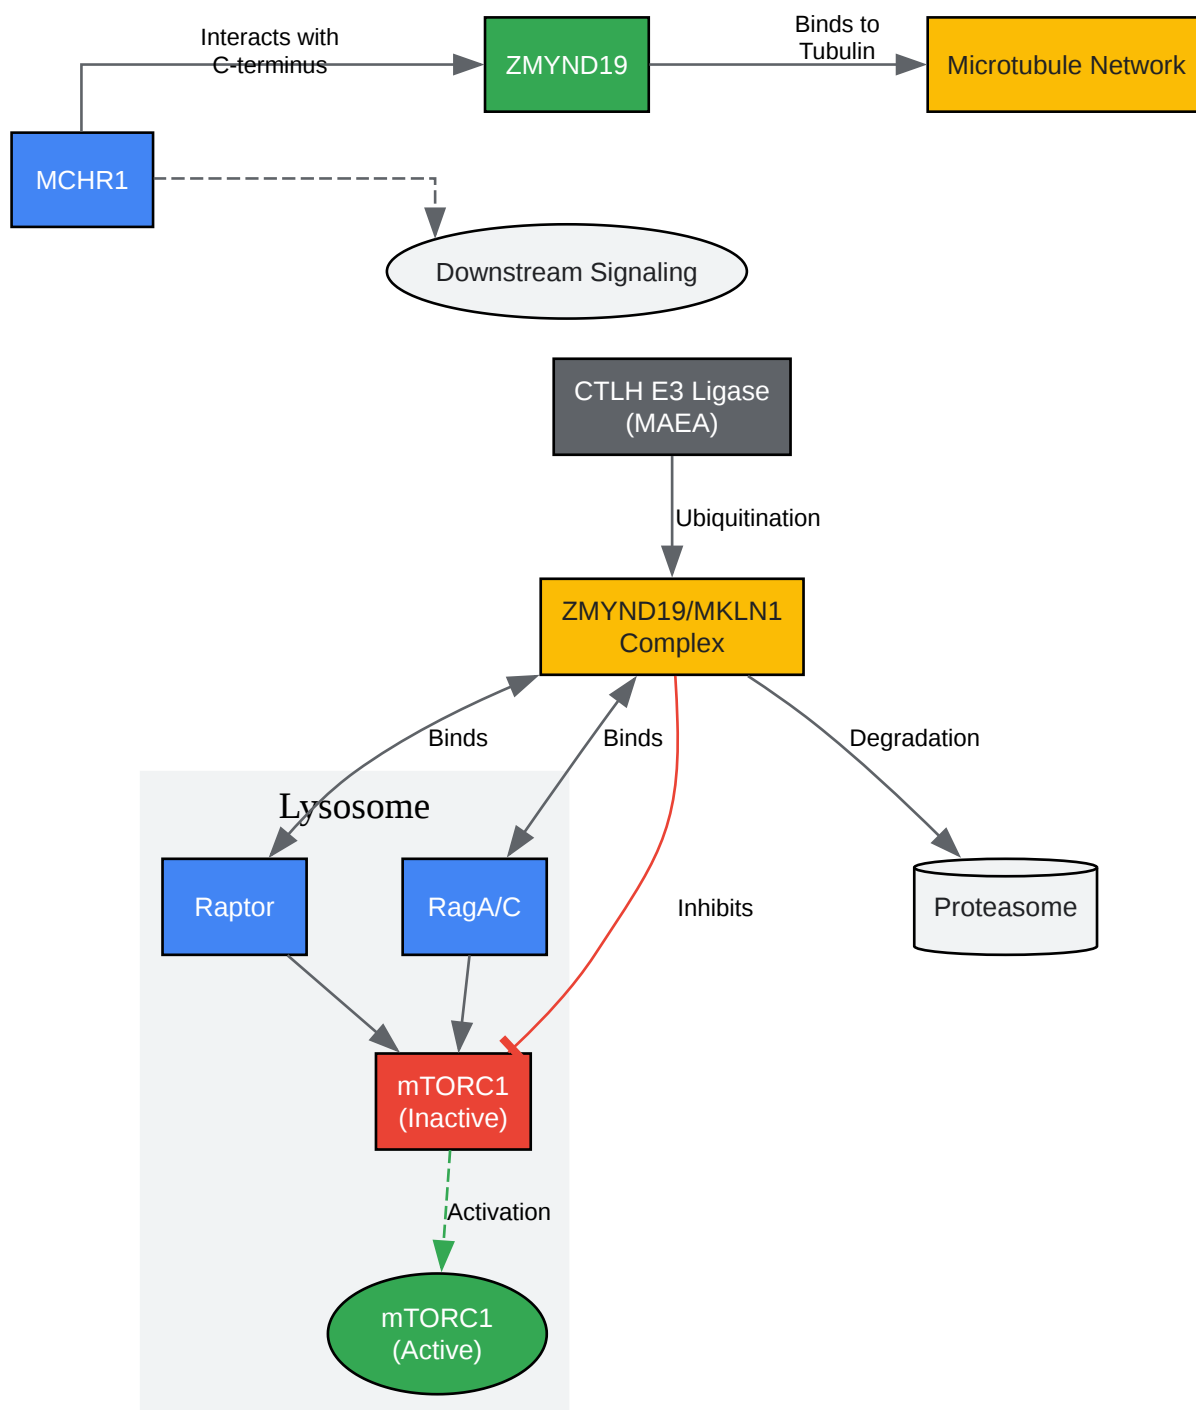 Interacts with
C-terminus
ZMYND19
Binds to
Tubulin
Microtubule Network
MCHR1
Downstream Signaling
CTLH E3 Ligase
(MAEA)
Ubiquitination
ZMYND19/MKLN1
Complex
Binds
Binds
Degradation
Lysosome
Raptor
RagA/C
Inhibits
Proteasome
mTORC1
(Inactive)
Activation
mTORC1
(Active)